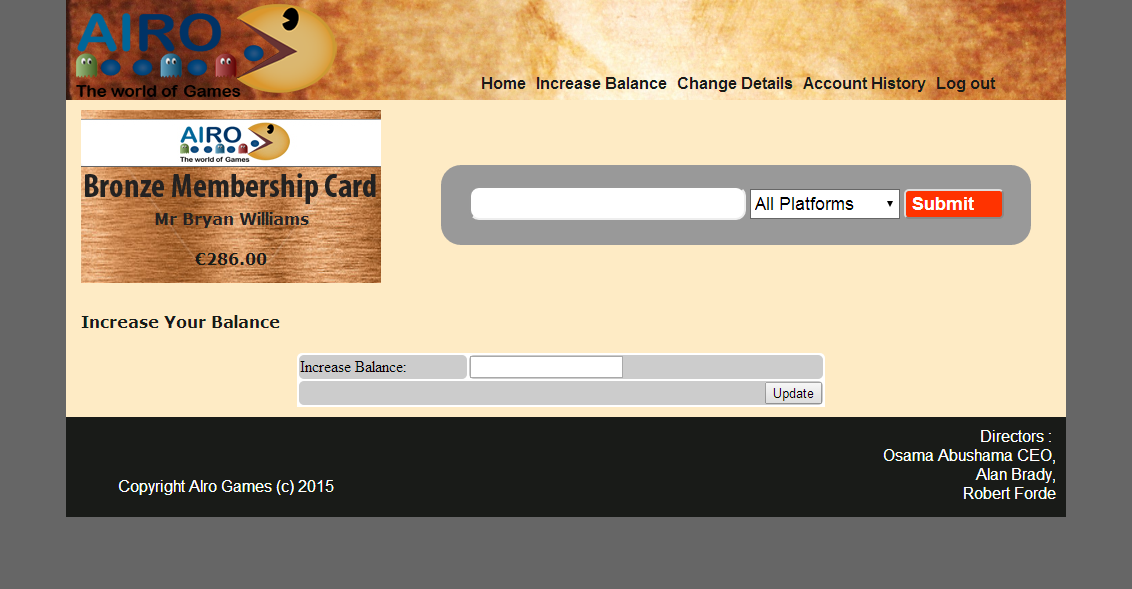 AIRO
The world of Games
Home Increase Balance Change Details Account History Log out
AIRO
The world of Games
Bronze Membership Card
Mr Bryan Williams
€286.00
All Platforms
Submit
Increase Your Balance
Increase Balance:
Update
Directors :
Osama Abushama CEO,
Alan Brady,
Robert Forde
Copyright AIro Games (c) 2015